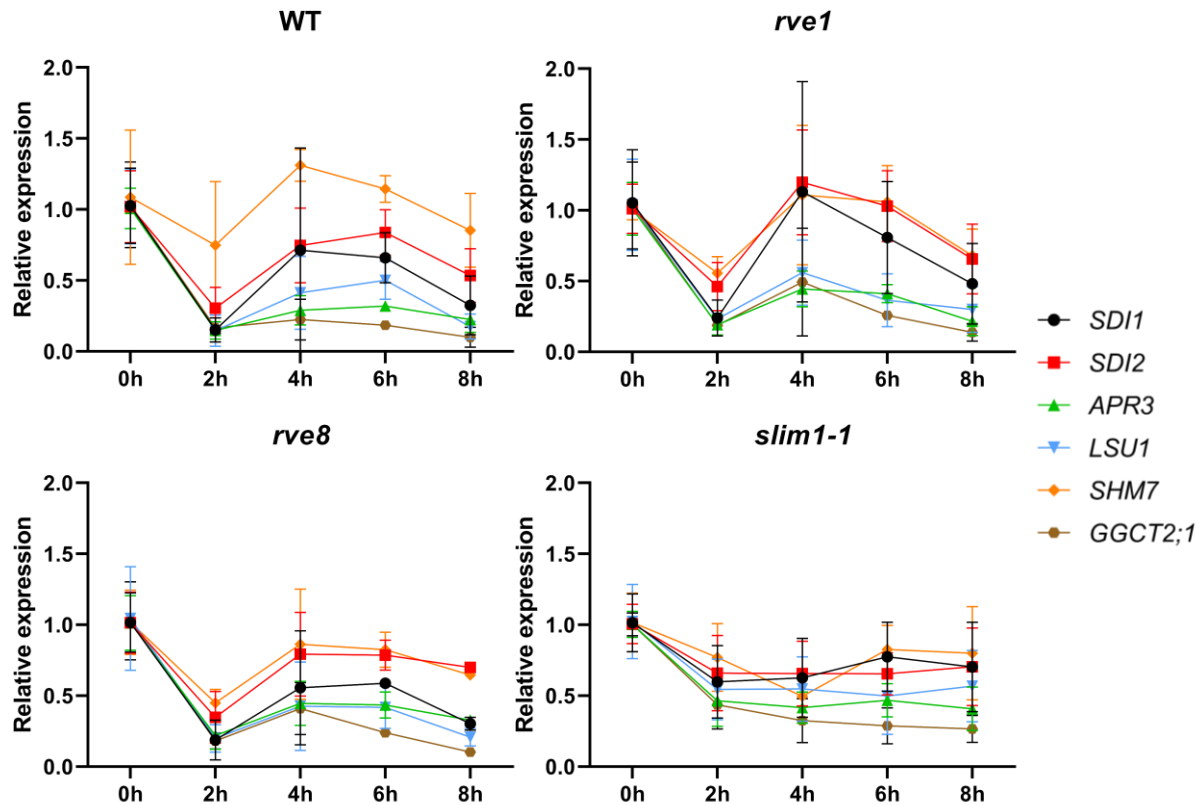 WT
Relative expression
2.0
1.5
1.0
0.5
0.0
0h 2h 4h 6h 8h
rve1
Relative expression
2.0
1.5
1.0
0.5
0.0
0h 2h 4h 6h 8h
rve8
Relative expression
2.0
1.5
1.0
0.5
0.0
0h 2h 4h 6h 8h
slim1-1
Relative expression
2.0
1.5
1.0
0.5
0.0
0h 2h 4h 6h 8h
SDI1
SDI2
APR3
LSU1
SHM7
GGCT2;1